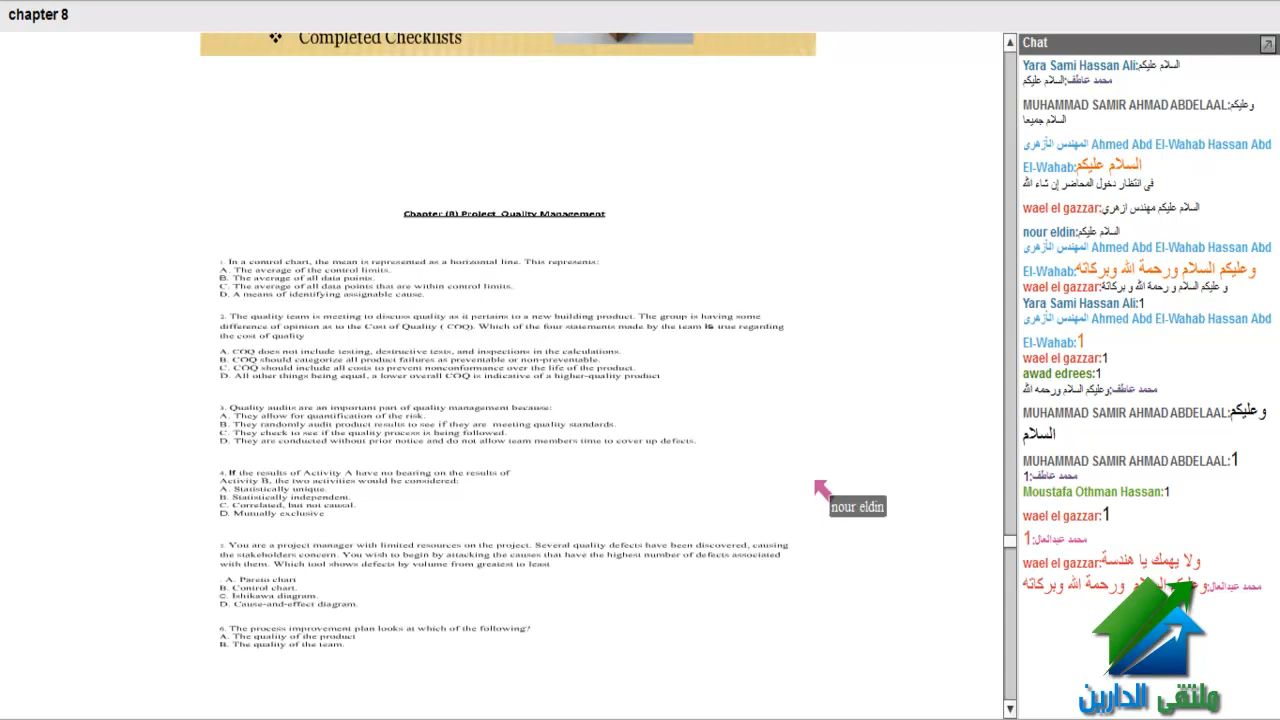 chapter 8
❖ Completed Checklists
Chapter (8) Project Quality Management
1. In a control chart, the mean is represented as a horizontal line. This represents:
A. The average of the control limits.
B. The average of all data points.
C. The average of all data points that are within control limits.
D. A means of identifying assignable cause.
2. The quality team is meeting to discuss quality as it pertains to a new building product. The group is having some
difference of opinion as to the Cost of Quality ( COQ). Which of the four statements made by the team is true regarding
the cost of quality
A. COQ does not include testing, destructive tests, and inspections in the calculations.
B. COQ should categorize all product failures as preventable or non-preventable.
C. COQ should include all costs to prevent nonconformance over the life of the product.
D. All other things being equal, a lower overall COQ is indicative of a higher-quality product
3. Quality audits are an important part of quality management because:
A. They allow for quantification of the risk.
B. They randomly audit product results to see if they are meeting quality standards.
C. They check to see if the quality process is being followed.
D. They are conducted without prior notice and do not allow team members time to cover up defects.
4. If the results of Activity A have no bearing on the results of
Activity B, the two activities would be considered:
A. Statistically unique.
B. Statistically independent.
C. Correlated, but not causal.
D. Mutually exclusive
5. You are a project manager with limited resources on the project. Several quality defects have been discovered, causing
the stakeholders concern. You wish to begin by attacking the causes that have the highest number of defects associated
with them. Which tool shows defects by volume from greatest to least
. A. Pareto chart
B. Control chart.
C. Ishikawa diagram.
D. Cause-and-effect diagram.
6. The process improvement plan looks at which of the following?
A. The quality of the product
B. The quality of the team.
nour eldin
Chat
Yara Sami Hassan Ali:السلام عليكم
محمد عاطف:السلام عليكم
MUHAMMAD SAMIR AHMAD ABDELAAL:وعليكم
السلام جميعا
المهندس الأزهرى Ahmed Abd El-Wahab Hassan Abd
El-Wahab:السلام عليكم
فى انتظار دخول المحاضر إن شاء الله
wael el gazzar:السلام عليكم مهندس ازهري
nour eldin:السلام عليكم
المهندس الأزهرى Ahmed Abd El-Wahab Hassan Abd
El-Wahab:وعليكم السلام ورحمة الله وبركاته
wael el gazzar:و عليكم السلام و رحمة الله و بركاتة
Yara Sami Hassan Ali:1
المهندس الأزهرى Ahmed Abd El-Wahab Hassan Abd
El-Wahab:1
wael el gazzar:1
awad edrees:1
محمد عاطف:وعليكم السلام ورحمه الله
MUHAMMAD SAMIR AHMAD ABDELAAL:وعليكم
السلام
MUHAMMAD SAMIR AHMAD ABDELAAL:1
محمد عاطف:1
Moustafa Othman Hassan:1
wael el gazzar:1
محمد عبدالعال:1
wael el gazzar:ولا يهمك يا هندسة
محمد عبدالعال:وعليكم السلام ورحمة الله وبركاته
ملتقى الدارين